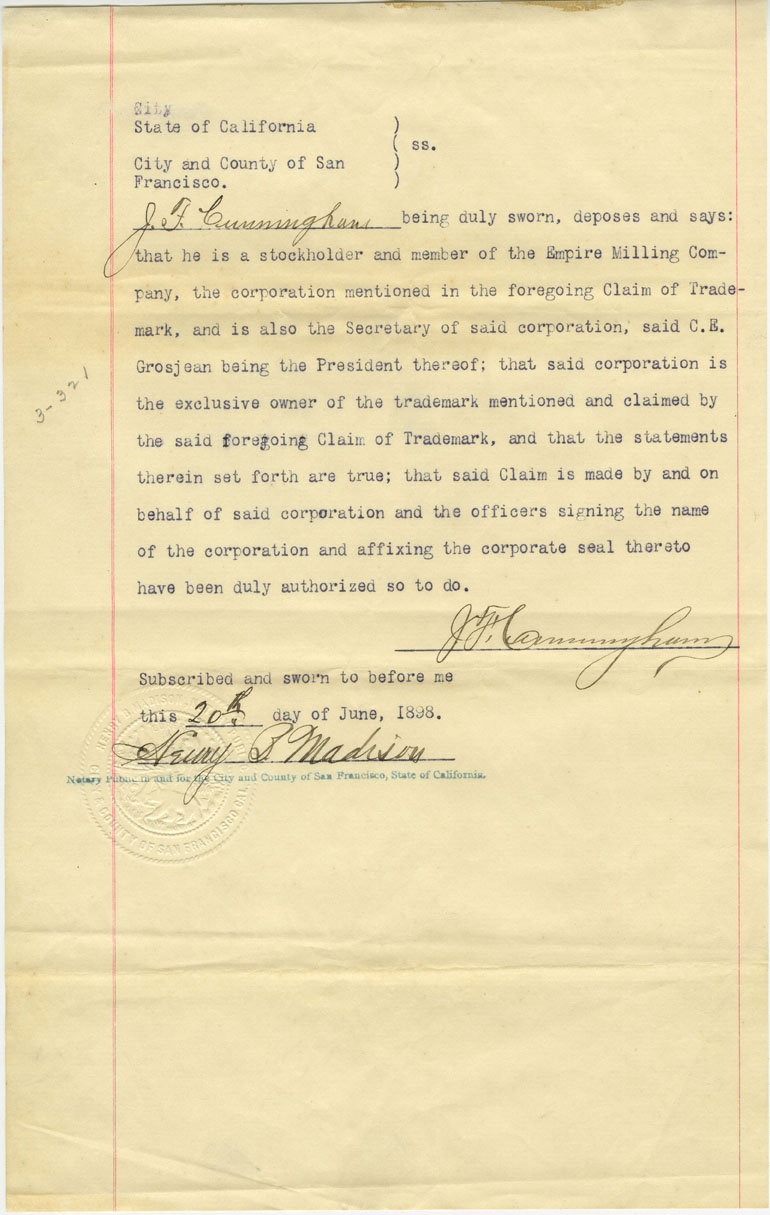 City
State of California )
( ss.
City and County of San )
Francisco. )
J. F. Cunningham being duly sworn, deposes and says:
that he is a stockholder and member of the Empire Milling Com-
pany, the corporation mentioned in the foregoing Claim of Trade-
mark, and is also the Secretary of said corporation, said C.E.
Grosjean being the President thereof; that said corporation is
the exclusive owner of the trademark mentioned and claimed by
the said foregoing Claim of Trademark, and that the statements
therein set forth are true; that said Claim is made by and on
behalf of said corporation and the officers signing the name
of the corporation and affixing the corporate seal thereto
have been duly authorized so to do.
J. F. Cunningham
Subscribed and sworn to before me
this 20th day of June, 1898.
Henry B. Madison
Notary Public in and for the City and County of San Francisco, State of California.
COUNTY OF SAN FRANCISCO CAL
3-321